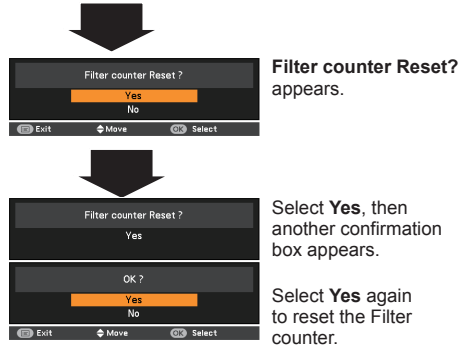 Filter counter Reset ?
Yes
No
Exit Move OK Select
Filter counter Reset?
appears.
Filter counter Reset ?
Yes
OK ?
Yes
No
Exit Move OK Select
Select Yes, then
another confirmation
box appears.
Select Yes again
to reset the Filter
counter.